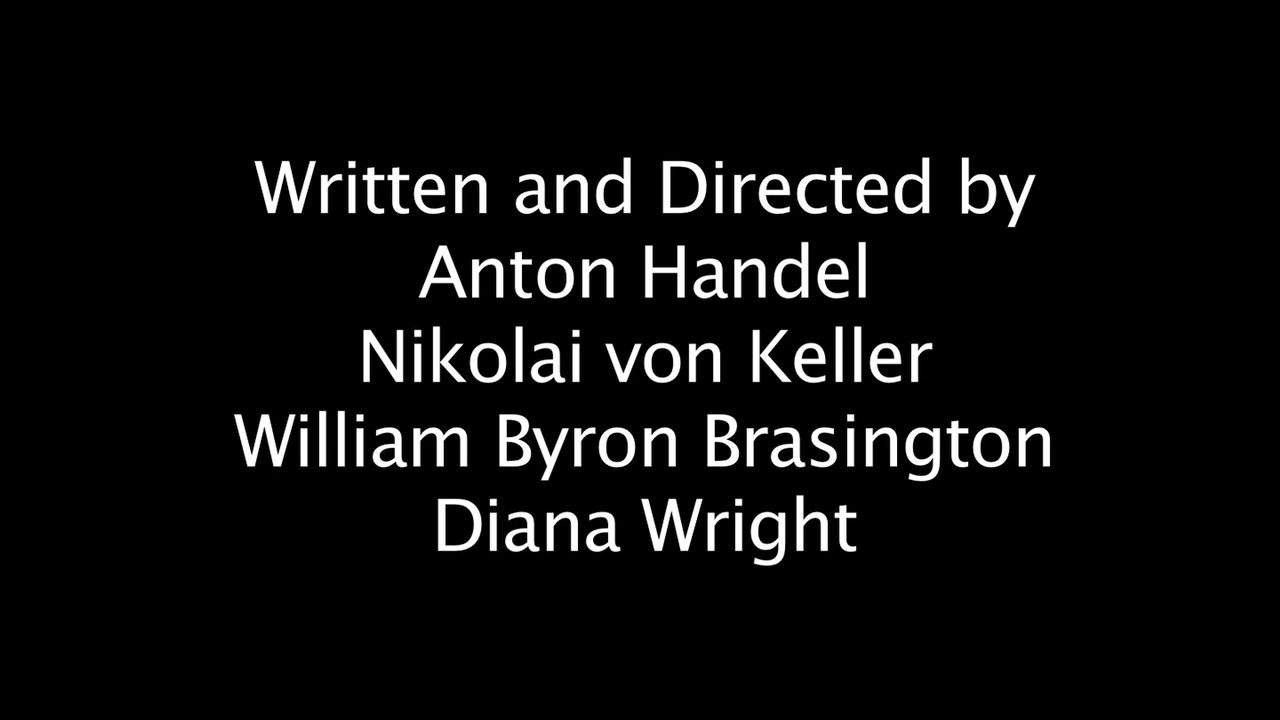 Written and Directed by
Anton Handel
Nikolai von Keller
William Byron Brasington
Diana Wright